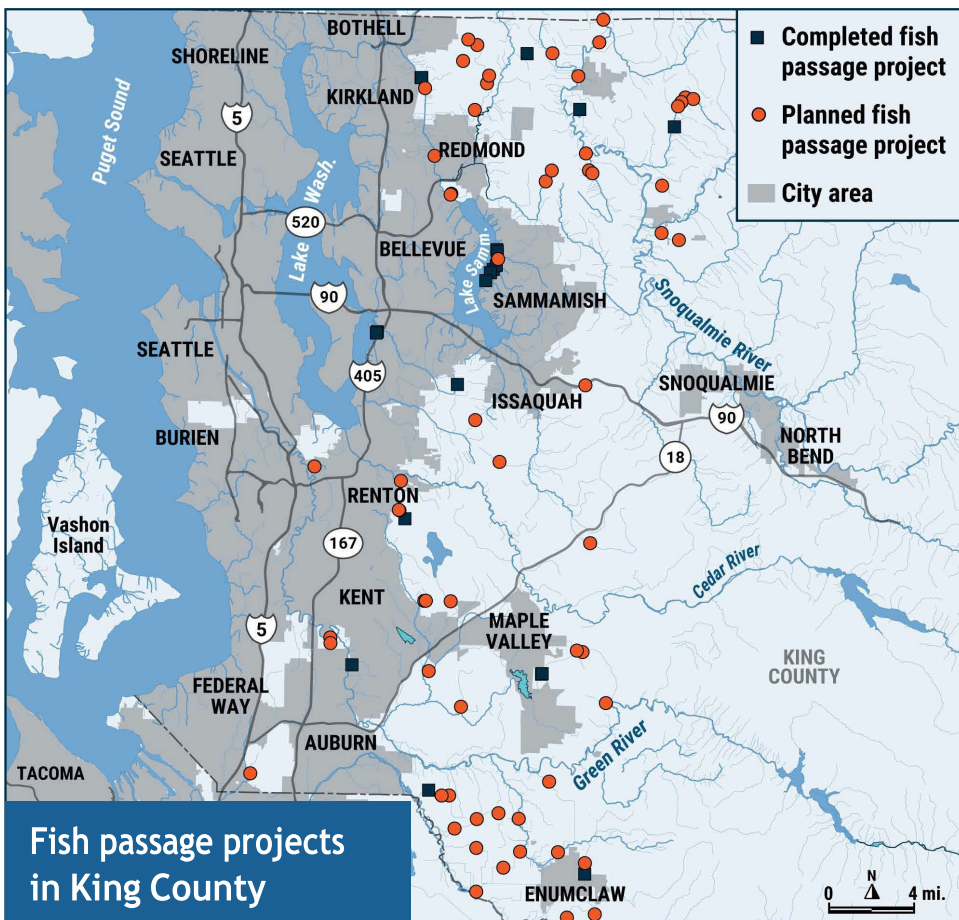 BOTHELL
SHORELINE
KIRKLAND
5
Puget Sound
SEATTLE
REDMOND
520
Lake Wash.
BELLEVUE
Lake Samm.
SAMMAMISH
90
Snoqualmie River
SEATTLE
405
SNOQUALMIE
ISSAQUAH
90
BURIEN
18
NORTH
BEND
RENTON
Vashon
Island
167
Cedar River
KENT
MAPLE
VALLEY
5
KING
COUNTY
FEDERAL
WAY
AUBURN
Green River
TACOMA
ENUMCLAW
Completed fish
passage project
Planned fish
passage project
City area
Fish passage projects
in King County
N
0 4 mi.